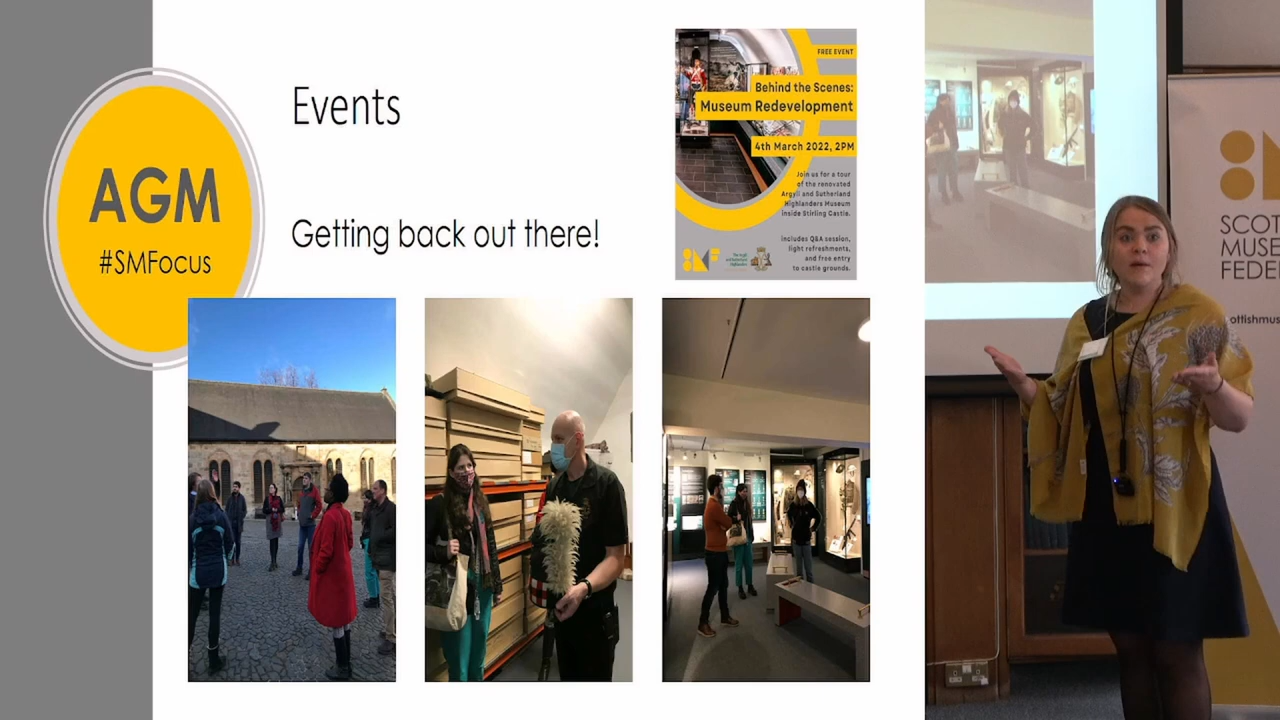 AGM
#SMFocus
Events
Getting back out there!
FREE EVENT
Behind the Scenes:
Museum Redevelopment
4th March 2022, 2PM
Join us for a tour
of the renovated
Argyll and Sutherland
Highlanders Museum
inside Stirling Castle.
Includes Q&A session,
light refreshments,
and free entry
to castle grounds.
SMF
SCOT
MUSE
FEDE
ottishmus